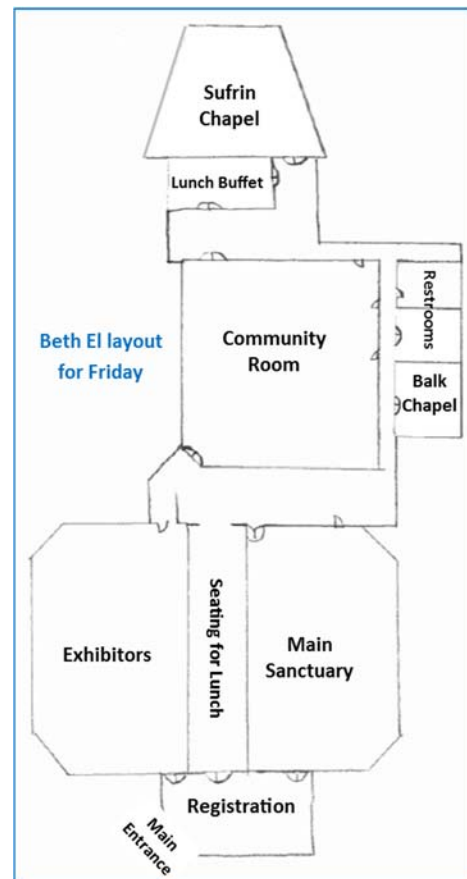 Sufrin
Chapel
Lunch Buffet
Restrooms
Beth El layout
for Friday
Community
Room
Balk
Chapel
Seating for Lunch
Exhibitors
Main
Sanctuary
Registration
Main
Entrance